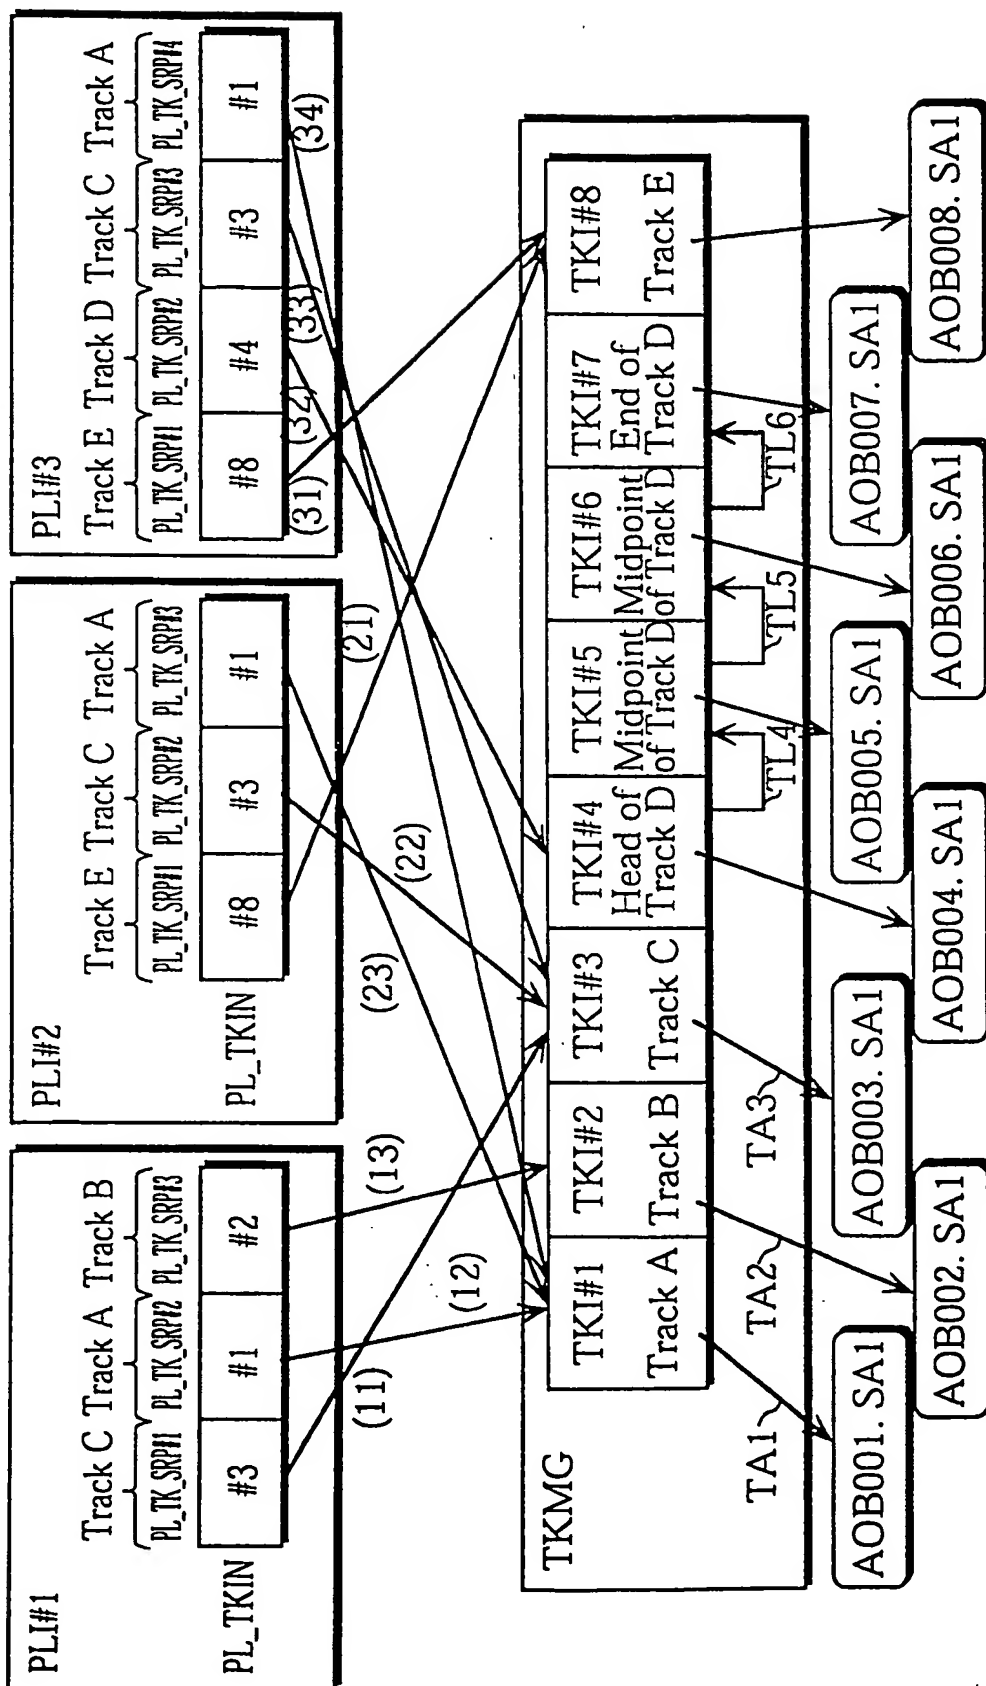 PLI#1
Track C Track A Track B
PL_TK_SRP#1 PL_TK_SRP#2 PL_TK_SRP#3
PL_TKIN
#3 #1 #2
PLI#2
Track E Track C Track A
PL_TK_SRP#1 PL_TK_SRP#2 PL_TK_SRP#3
PL_TKIN
#8 #3 #1
PLI#3
Track E Track D Track C Track A
PL_TK_SRP#1 PL_TK_SRP#2 PL_TK_SRP#3 PL_TK_SRP#4
#8 #4 #3 #1
(11)
(12)
(13)
(23)
(22)
(21)
(31)
(32)
(33)
(34)
TKMG
TKI#1
Track A
TKI#2
Track B
TKI#3
Track C
TKI#4
Head of
Track D
TKI#5
Midpoint
of Track D
TKI#6
Midpoint
of Track D
TKI#7
End of
Track D
TKI#8
Track E
TA1
TA2
TA3
TL4
TL5
TL6
AOB001. SA1
AOB002. SA1
AOB003. SA1
AOB004. SA1
AOB005. SA1
AOB006. SA1
AOB007. SA1
AOB008. SA1